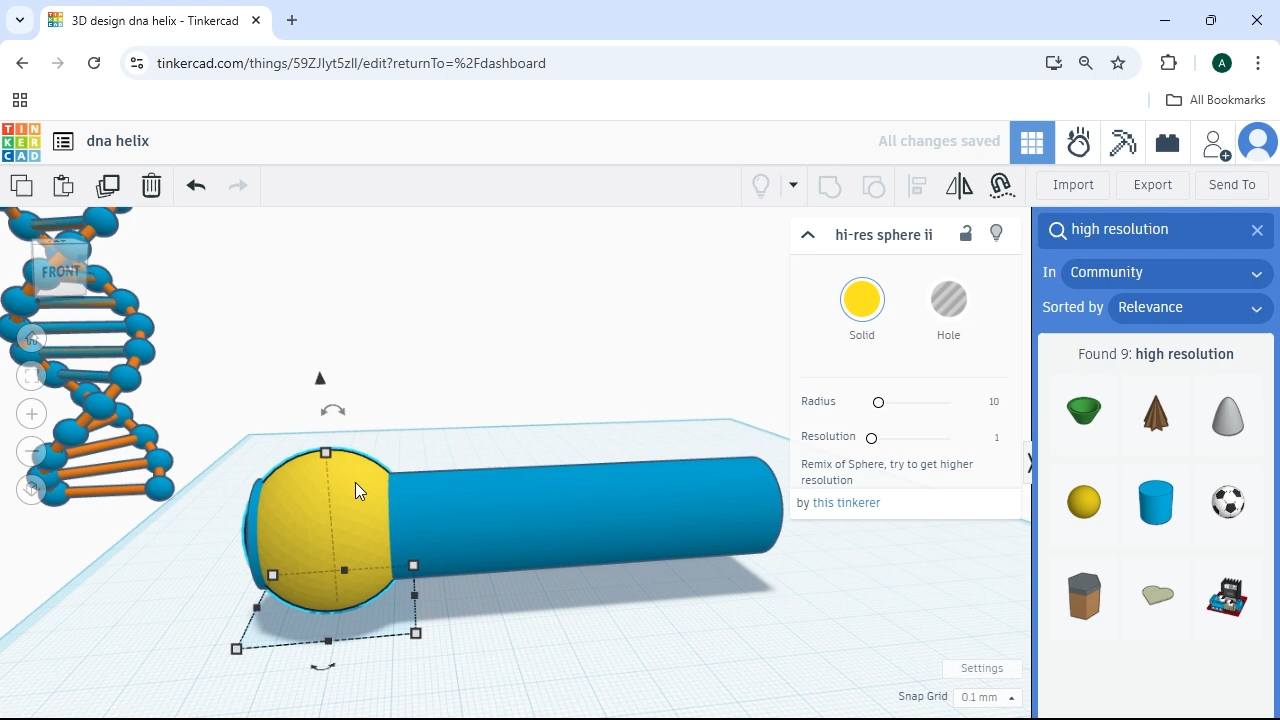 3D design dna helix - Tinkercad
tinkercad.com/things/59ZJlyt5zll/edit?returnTo=%2Fdashboard
A
All Bookmarks
TIN
KER
CAD
dna helix
All changes saved
Import
Export
Send To
FRONT
hi-res sphere ii
Solid
Hole
Radius
10
Resolution
1
Remix of Sphere, try to get higher
resolution
by this tinkerer
Settings
Snap Grid
0.1 mm
high resolution
In
Community
Sorted by
Relevance
Found 9: high resolution